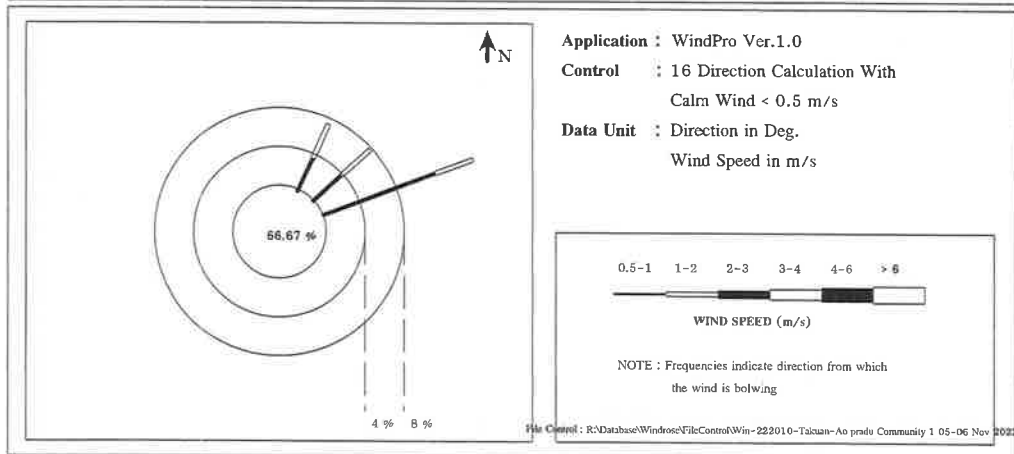 N
66.67 %
4 % 8 %
Application : WindPro Ver.1.0
Control : 16 Direction Calculation With
Calm Wind < 0.5 m/s
Data Unit : Direction in Deg.
Wind Speed in m/s
0.5-1 1-2 2-3 3-4 4-6 > 6
WIND SPEED (m/s)
NOTE : Frequencies indicate direction from which
the wind is bolwing
File Control : R:\Database\Windrose\FileControl\Win-222010-Takuan-Ao pradu Community 1 05-06 Nov 2022